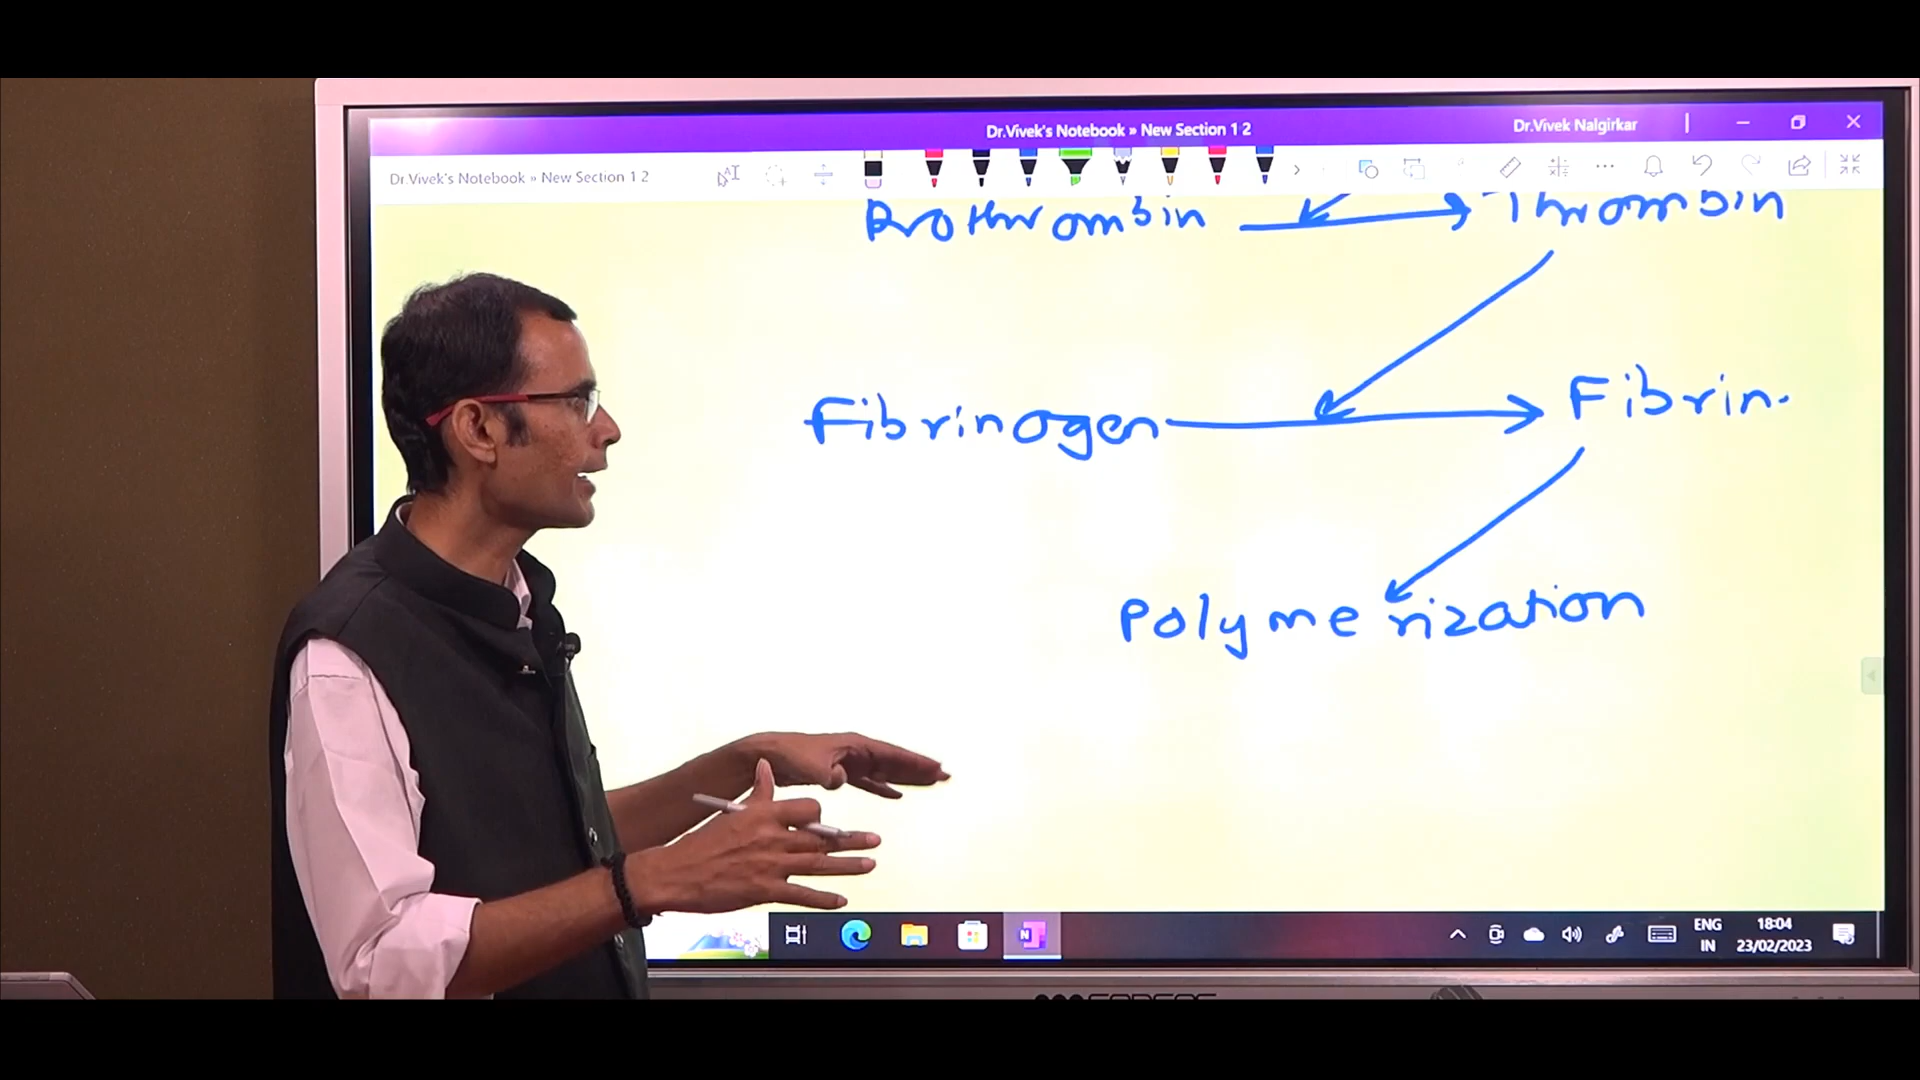 Dr.Vivek's Notebook » New Section 1 2
Dr.Vivek Nalgirkar
Dr.Vivek's Notebook » New Section 1 2
Prothrombin → Thrombin
Fibrinogen → Fibrin.
Polymerization
ENG
IN
18:04
23/02/2023